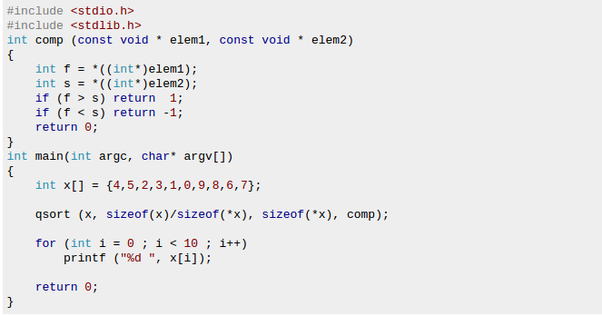 #include <stdio.h>
#include <stdlib.h>
int comp (const void * elem1, const void * elem2)
{
    int f = *((int*)elem1);
    int s = *((int*)elem2);
    if (f > s) return  1;
    if (f < s) return -1;
    return 0;
}
int main(int argc, char* argv[])
{
    int x[] = {4,5,2,3,1,0,9,8,6,7};

    qsort (x, sizeof(x)/sizeof(*x), sizeof(*x), comp);

    for (int i = 0 ; i < 10 ; i++)
        printf ("%d ", x[i]);

    return 0;
}